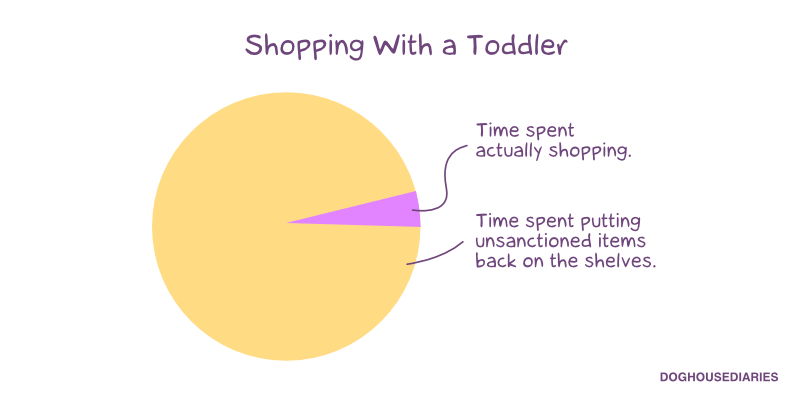 Shopping With a Toddler
Time spent
actually shopping.
Time spent putting
unsanctioned items
back on the shelves.
DOGHOUSEDIARIES